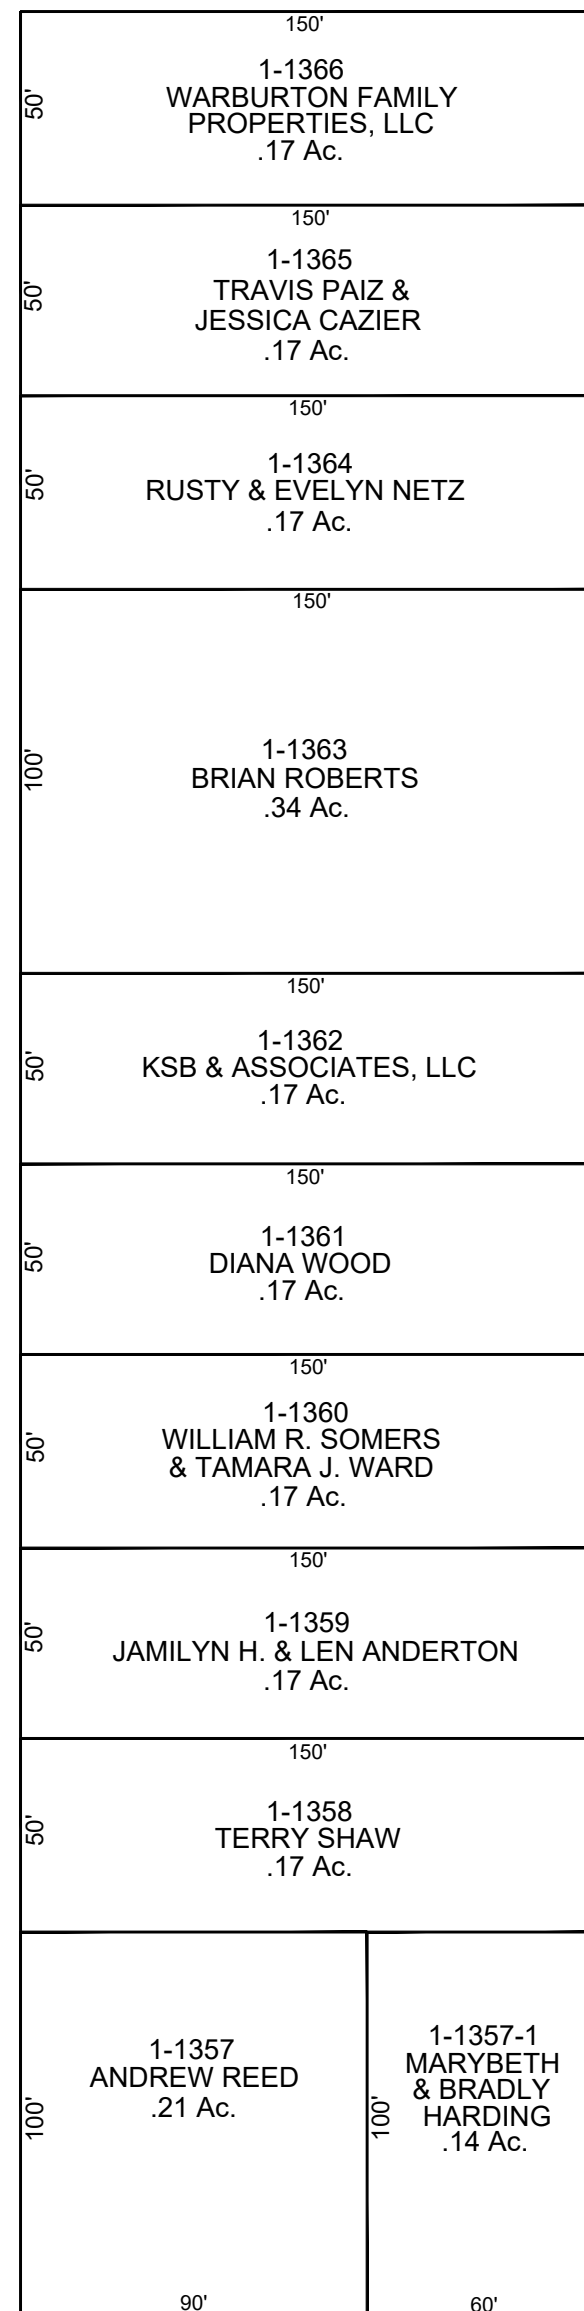 150'
50'
1-1366
WARBURTON FAMILY
PROPERTIES, LLC
.17 Ac.
150'
50'
1-1365
TRAVIS PAIZ &
JESSICA CAZIER
.17 Ac.
150'
50'
1-1364
RUSTY & EVELYN NETZ
.17 Ac.
150'
100'
1-1363
BRIAN ROBERTS
.34 Ac.
150'
50'
1-1362
KSB & ASSOCIATES, LLC
.17 Ac.
150'
50'
1-1361
DIANA WOOD
.17 Ac.
150'
50'
1-1360
WILLIAM R. SOMERS
& TAMARA J. WARD
.17 Ac.
150'
50'
1-1359
JAMILYN H. & LEN ANDERTON
.17 Ac.
150'
50'
1-1358
TERRY SHAW
.17 Ac.
1-1357
ANDREW REED
.21 Ac.
100'
90'
1-1357-1
MARYBETH
& BRADLY
HARDING
.14 Ac.
100'
60'